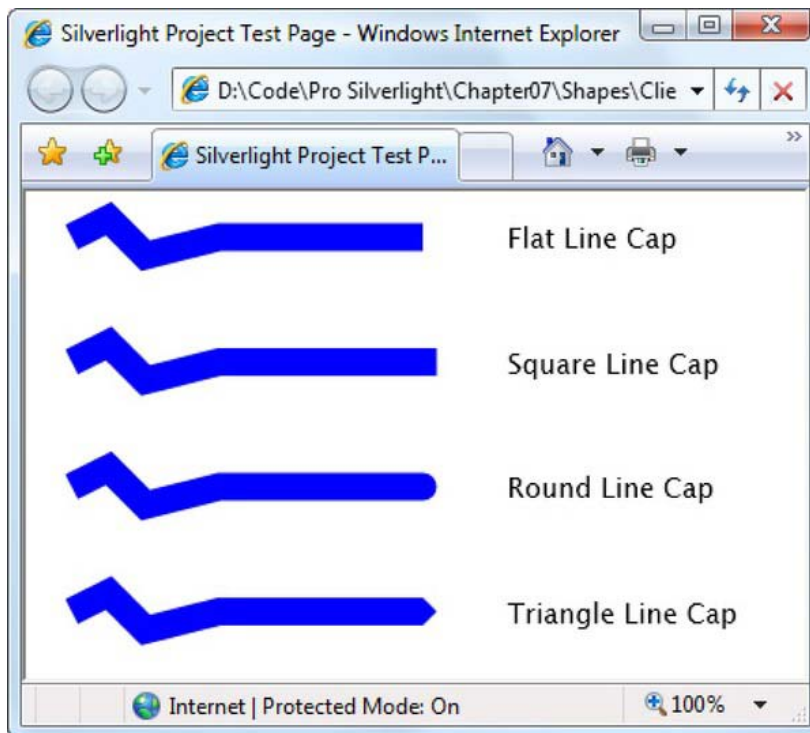 Silverlight Project Test Page - Windows Internet Explorer
D:\Code\Pro Silverlight\Chapter07\Shapes\Clie
Silverlight Project Test P...
Flat Line Cap
Square Line Cap
Round Line Cap
Triangle Line Cap
Internet | Protected Mode: On
100%